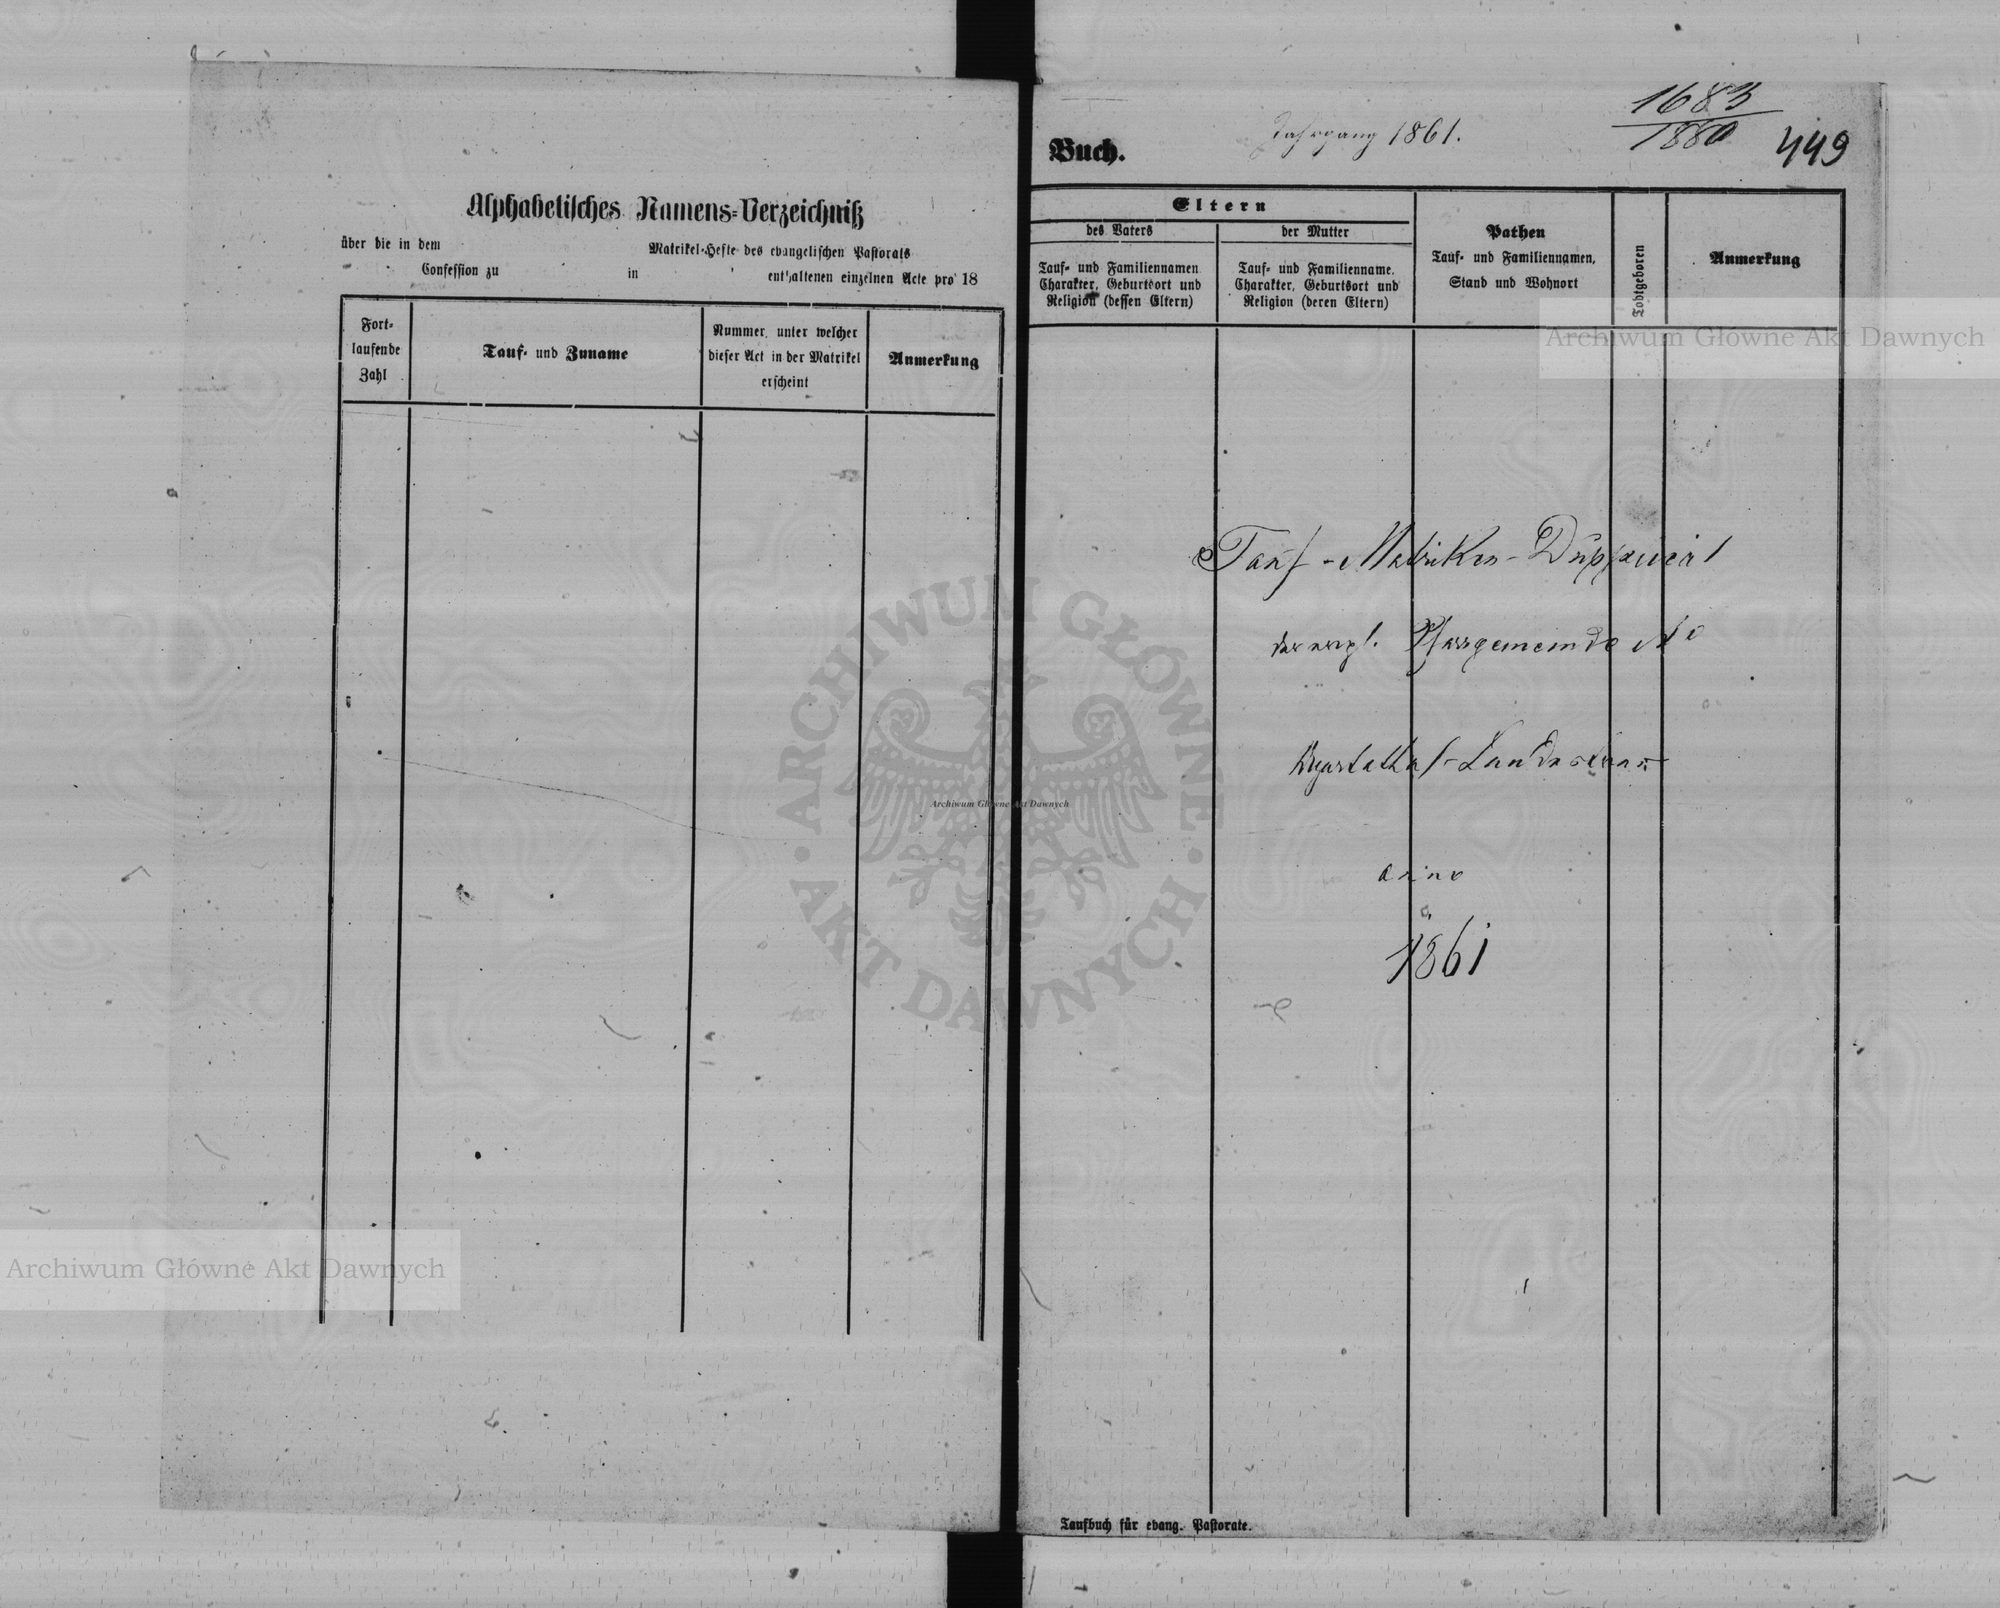 Alphabetisches Namens=Verzeichniß
über die in dem Matrikel=Hefte des evangelischen Pastorats
Confession zu in enthaltenen einzelnen Acte pro 18
Fort=
laufende
Zahl
Tauf= und Zuname
Nummer, unter welcher
dieser Act in der Matrikel
erscheint
Anmerkung
Buch.
Jahrgang 1861.
1683
1880
449
Eltern
des Vaters
der Mutter
Tauf= und Familiennamen
Charakter, Geburtsort und
Religion (dessen Eltern)
Tauf= und Familienname,
Charakter, Geburtsort und
Religion (deren Eltern)
Pathen
Tauf= und Familiennamen,
Stand und Wohnort
Todtgeboren
Anmerkung
Tauf-Matriken-
Pfarrgemeinde
anno
1861
Taufbuch für evang. Pastorate.
Archiwum Główne Akt Dawnych
ARCHIWUM GŁÓWNE
AKT DAWNYCH
Archiwum Główne Akt Dawnych
Archiwum Główne Akt Dawnych